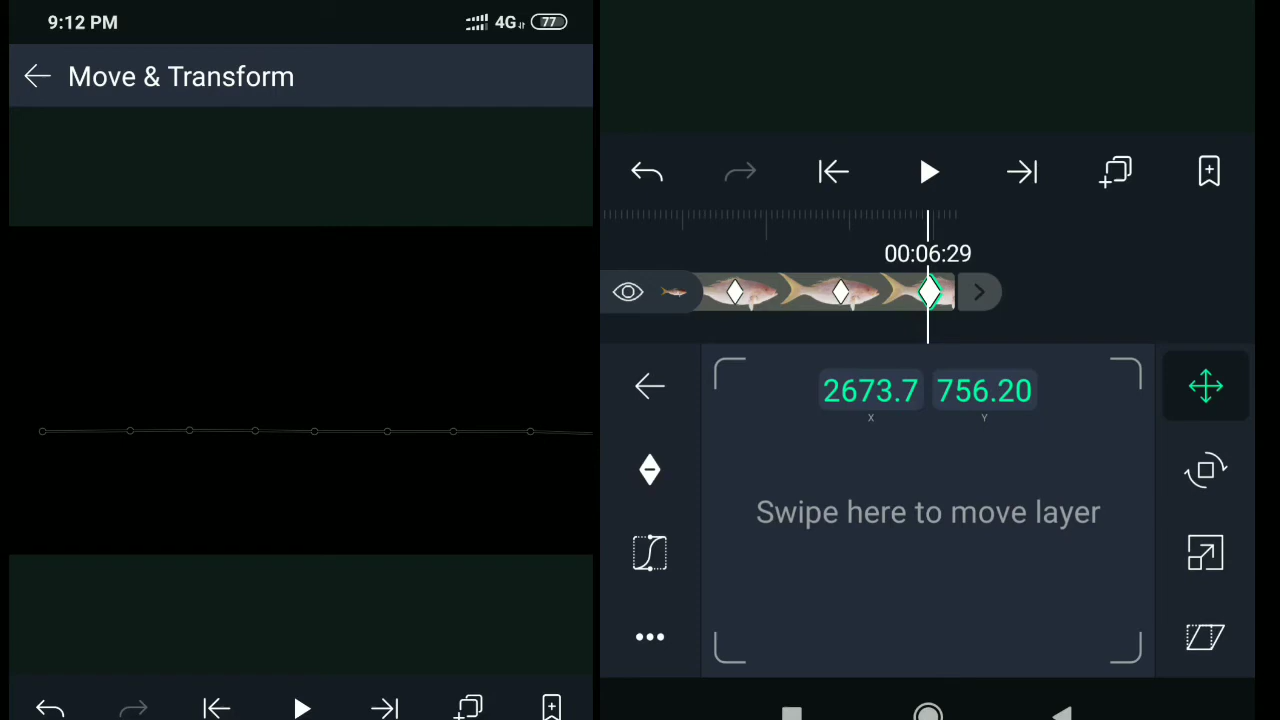 9:12 PM
4G
77
Move & Transform
00:06:29
2673.7 756.20
X Y
Swipe here to move layer